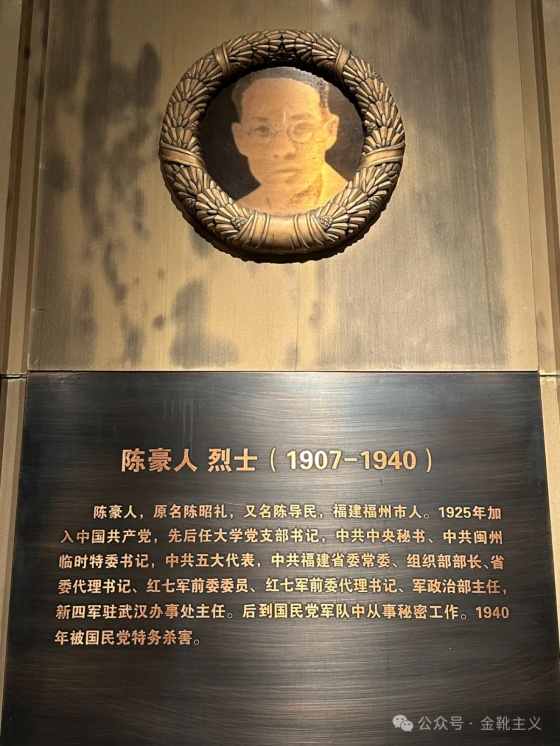 陈豪人 烈士（1907-1940）
陈豪人，原名陈昭礼，又名陈导民，福建福州市人。1925年加
入中国共产党，先后任大学党支部书记，中共中央秘书、中共闽州
临时特委书记，中共五大代表，中共福建省委常委、组织部部长、省
委代理书记、红七军前委委员、红七军前委代理书记、军政治部主任，
新四军驻武汉办事处主任。后到国民党军队中从事秘密工作。1940
年被国民党特务杀害。
公众号·金靴主义